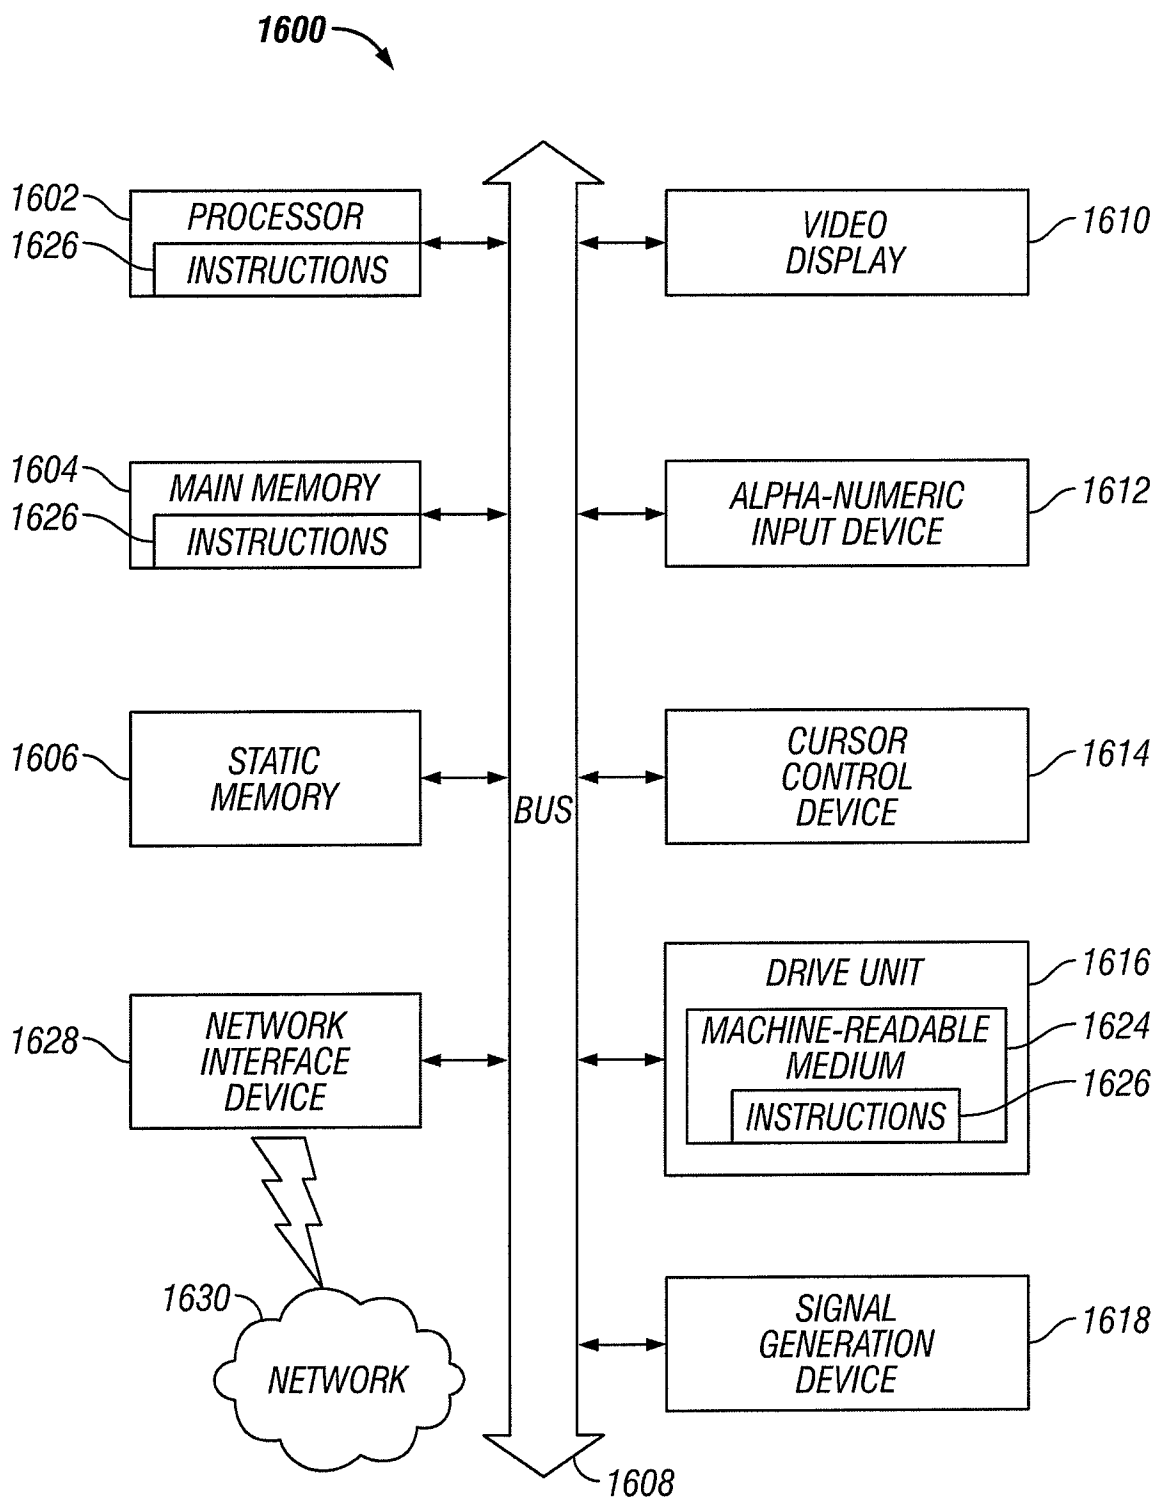 1600
1602
PROCESSOR
1626
INSTRUCTIONS
VIDEO
DISPLAY
1610
1604
MAIN MEMORY
1626
INSTRUCTIONS
ALPHA-NUMERIC
INPUT DEVICE
1612
1606
STATIC
MEMORY
BUS
CURSOR
CONTROL
DEVICE
1614
1628
NETWORK
INTERFACE
DEVICE
DRIVE UNIT
1616
MACHINE-READABLE
MEDIUM
1624
INSTRUCTIONS
1626
1630
NETWORK
SIGNAL
GENERATION
DEVICE
1618
1608